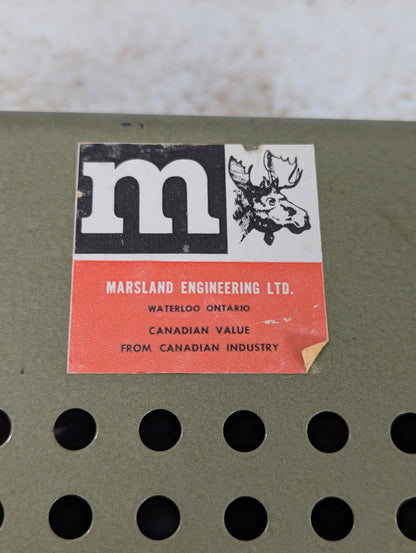 m
MARSLAND ENGINEERING LTD.
WATERLOO ONTARIO
CANADIAN VALUE
FROM CANADIAN INDUSTRY